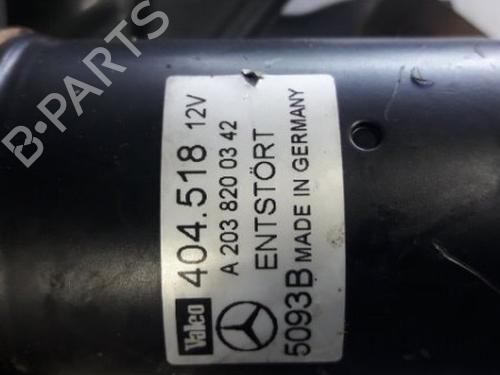 Valeo 404.518 12V
A 203 820 03 42
ENTSTÖRT
5093B MADE IN GERMANY
B-PARTS